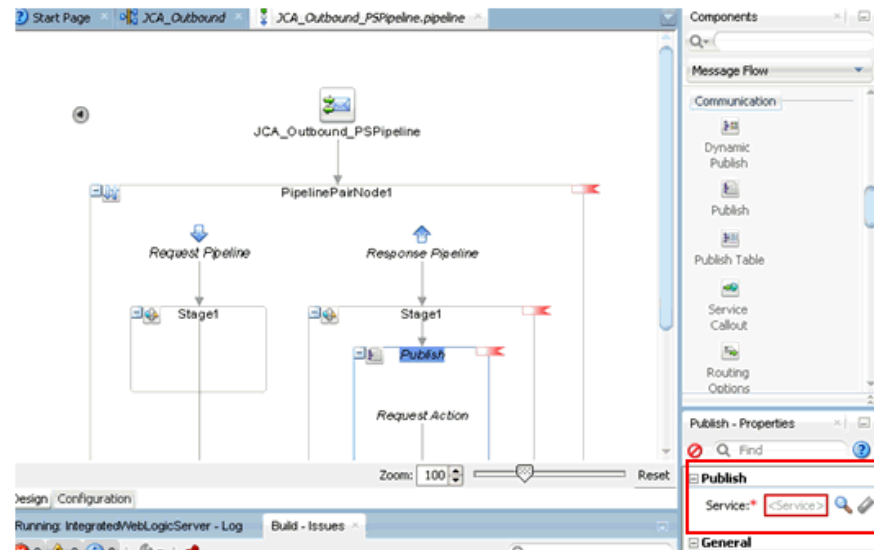 Start Page
JCA_Outbound
JCA_Outbound_PSPipeline.pipeline
JCA_Outbound_PSPipeline
PipelinePairNode1
Request Pipeline
Response Pipeline
Stage1
Stage1
Publish
Request Action
Zoom: 100
Reset
Design Configuration
Running: IntegratedWebLogicServer - Log
Build - Issues
Components
Message Flow
Communication
Dynamic
Publish
Publish
Publish Table
Service
Callout
Routing
Options
Publish - Properties
Find
Publish
Service:* <Service>
General